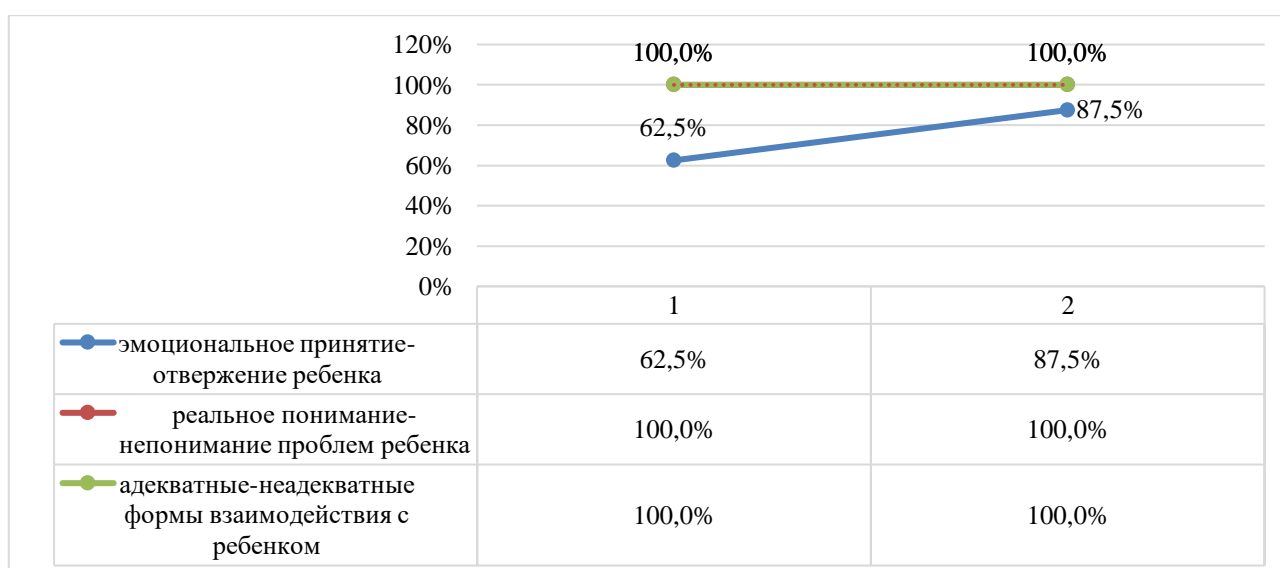 120%
100%
80%
60%
40%
20%
0%
100,0%
100,0%
62,5%
87,5%
1
2
эмоциональное принятие-
отвержение ребенка
62,5%
87,5%
реальное понимание-
непонимание проблем ребенка
100,0%
100,0%
адекватные-неадекватные
формы взаимодействия с
ребенком
100,0%
100,0%